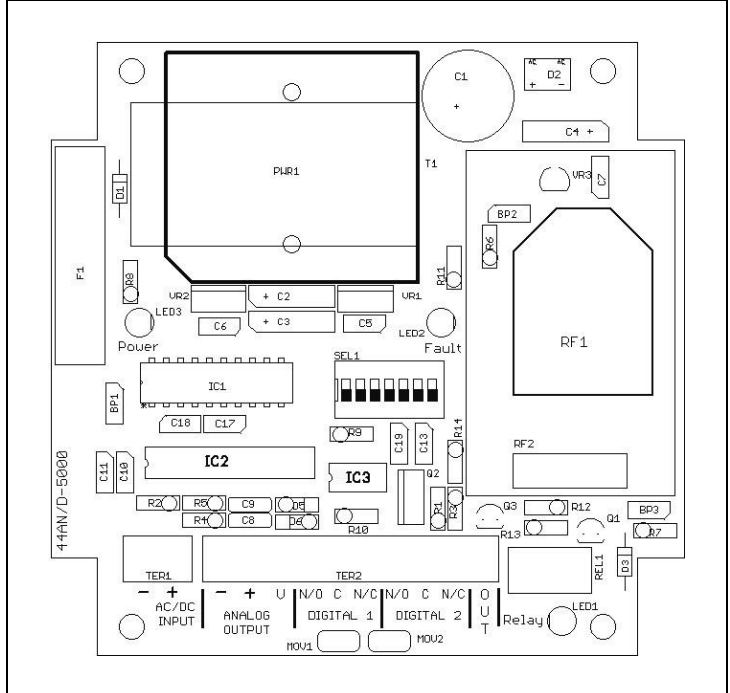 C1
AC AC
D2
+ -
+
C4 +
T1
PWR1
D1
VR3
C7
BP2
R6
F1
R8
R11
VR2
+ C2
VR1
LED3
C6
+ C3
C5
LED2
Power
Fault
RF1
SEL1
IC1
BP1
C18
C17
R9
C19
C13
R14
RF2
IC2
IC3
Q2
C11
C10
44AN/D-5000
R2
R5
C9
D5
R4
C8
D6
R10
R1
R3
Q3
R12
BP3
R13
Q1
R7
TER1
TER2
REL1
D3
- +
- + V N/O C N/C N/O C N/C
AC/DC
INPUT
ANALOG
OUTPUT
DIGITAL 1
DIGITAL 2
OUT
Relay
LED1
MOV1
MOV2